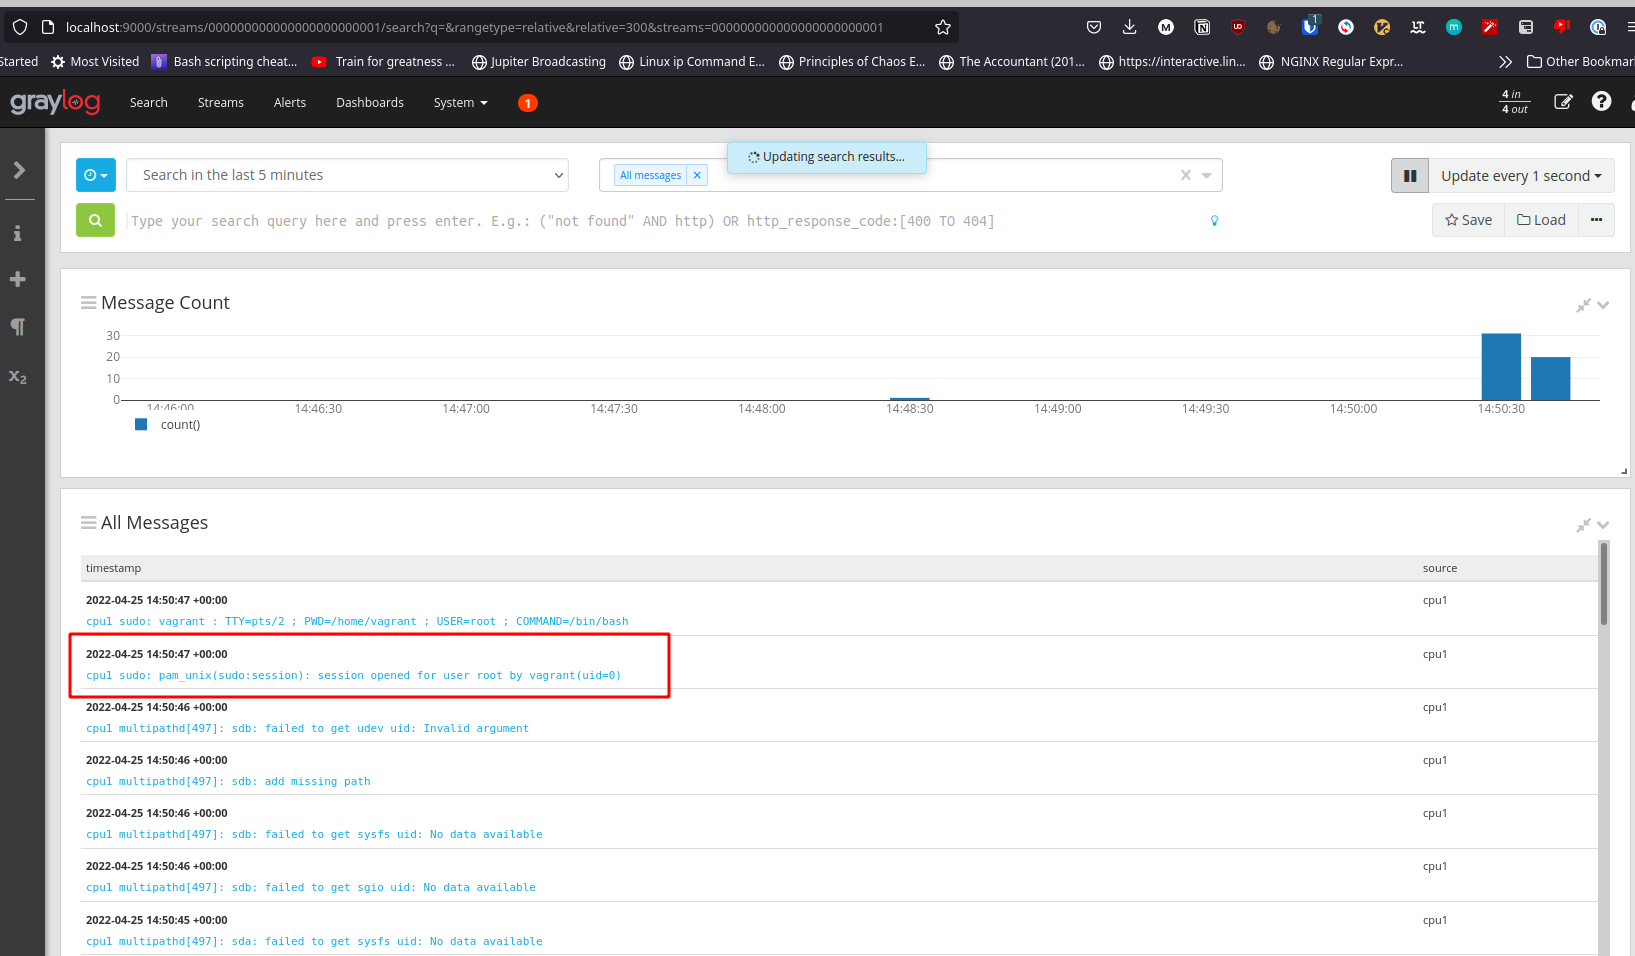 localhost:9000/streams/000000000000000000000001/search?q=&rangetype=relative&relative=300&streams=000000000000000000000001
Started Most Visited Bash scripting cheat... Train for greatness ... Jupiter Broadcasting Linux ip Command E... Principles of Chaos E... The Accountant (201... https://interactive.lin... NGINX Regular Expr... Other Bookmar
graylog Search Streams Alerts Dashboards System 1 4 in
4 out
Updating search results...
Search in the last 5 minutes All messages × Update every 1 second
Type your search query here and press enter. E.g.: ("not found" AND http) OR http_response_code:[400 TO 404] Save Load ...
Message Count
30
20
10
0
14:46:00 14:46:30 14:47:00 14:47:30 14:48:00 14:48:30 14:49:00 14:49:30 14:50:00 14:50:30
count()
All Messages
timestamp source
2022-04-25 14:50:47 +00:00 cpu1
cpu1 sudo: vagrant : TTY=pts/2 ; PWD=/home/vagrant ; USER=root ; COMMAND=/bin/bash
2022-04-25 14:50:47 +00:00 cpu1
cpu1 sudo: pam_unix(sudo:session): session opened for user root by vagrant(uid=0)
2022-04-25 14:50:46 +00:00 cpu1
cpu1 multipathd[497]: sdb: failed to get udev uid: Invalid argument
2022-04-25 14:50:46 +00:00 cpu1
cpu1 multipathd[497]: sdb: add missing path
2022-04-25 14:50:46 +00:00 cpu1
cpu1 multipathd[497]: sdb: failed to get sysfs uid: No data available
2022-04-25 14:50:46 +00:00 cpu1
cpu1 multipathd[497]: sdb: failed to get sgio uid: No data available
2022-04-25 14:50:45 +00:00 cpu1
cpu1 multipathd[497]: sda: failed to get sysfs uid: No data available